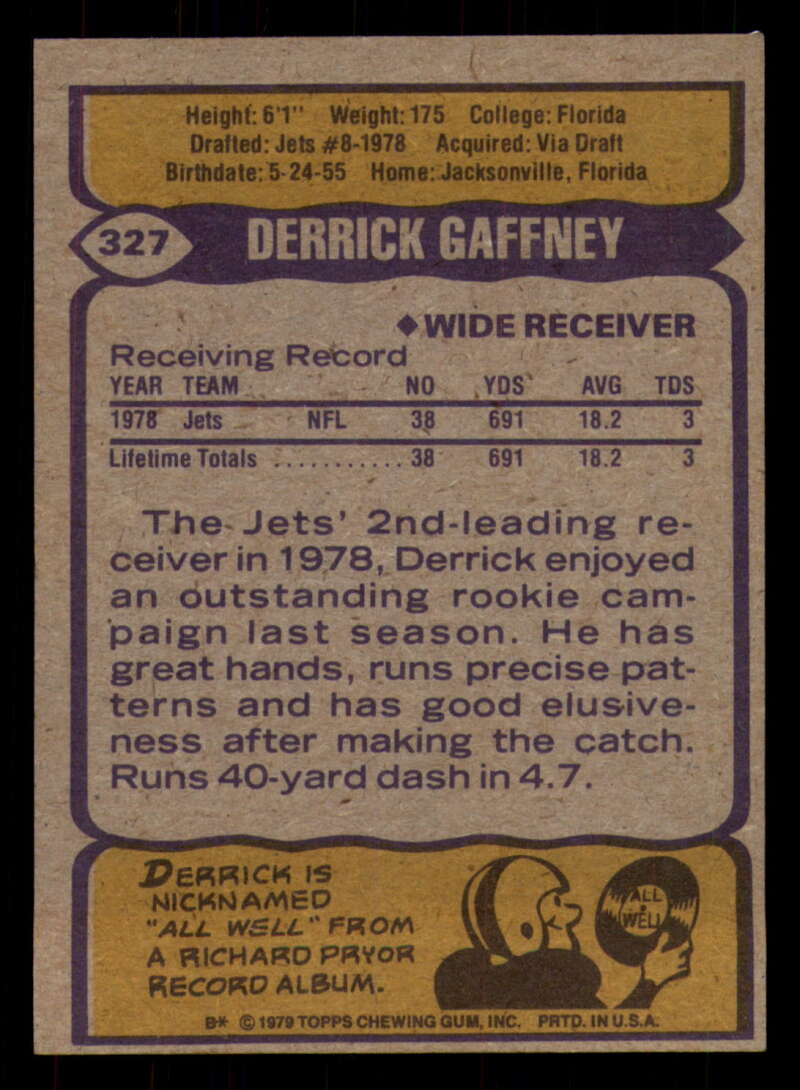 Height: 6'1" Weight: 175 College: Florida
Drafted: Jets #8-1978 Acquired: Via Draft
Birthdate: 5-24-55 Home: Jacksonville, Florida
327 DERRICK GAFFNEY
◆WIDE RECEIVER
Receiving Record
YEAR TEAM NO YDS AVG TDS
1978 Jets NFL 38 691 18.2 3
Lifetime Totals ........... 38 691 18.2 3
The Jets' 2nd-leading re-
ceiver in 1978, Derrick enjoyed
an outstanding rookie cam-
paign last season. He has
great hands, runs precise pat-
terns and has good elusive-
ness after making the catch.
Runs 40-yard dash in 4.7.
DERRICK IS
NICKNAMED
"ALL WELL" FROM
A RICHARD PRYOR
RECORD ALBUM.
ALL
WELL
B* © 1979 TOPPS CHEWING GUM, INC. PRTD. IN U.S.A.